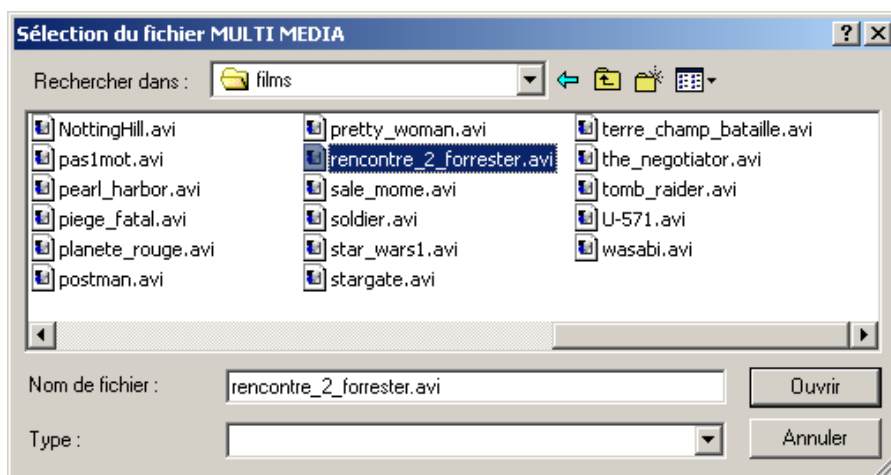 Sélection du fichier MULTI MEDIA
Rechercher dans :
films
NottingHill.avi
pas1mot.avi
pearl_harbor.avi
piege_fatal.avi
planete_rouge.avi
postman.avi
pretty_woman.avi
rencontre_2_forrester.avi
sale_mome.avi
soldier.avi
star_wars1.avi
stargate.avi
terre_champ_bataille.avi
the_negotiator.avi
tomb_raider.avi
U-571.avi
wasabi.avi
Nom de fichier :
rencontre_2_forrester.avi
Ouvrir
Type :
Annuler